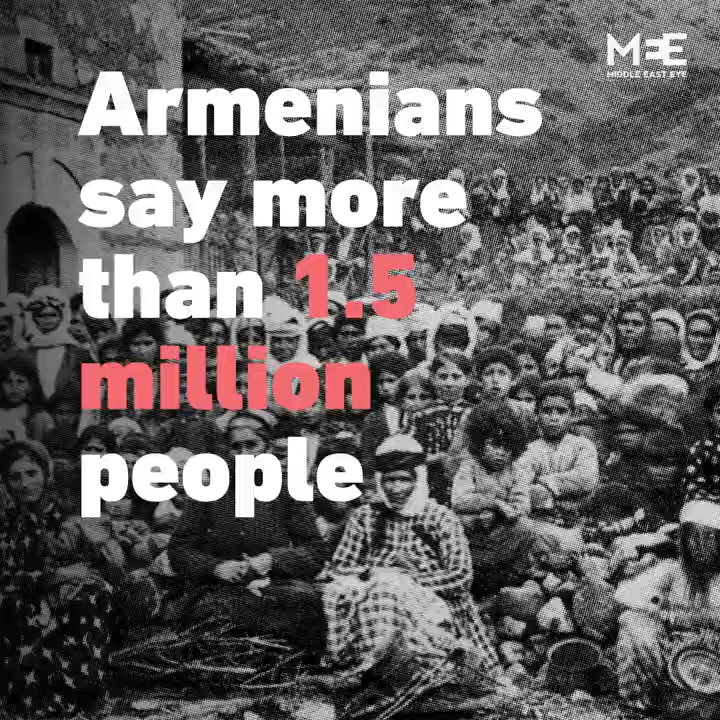 MEE
MIDDLE EAST EYE
Armenians
say more
than 1.5
million
people